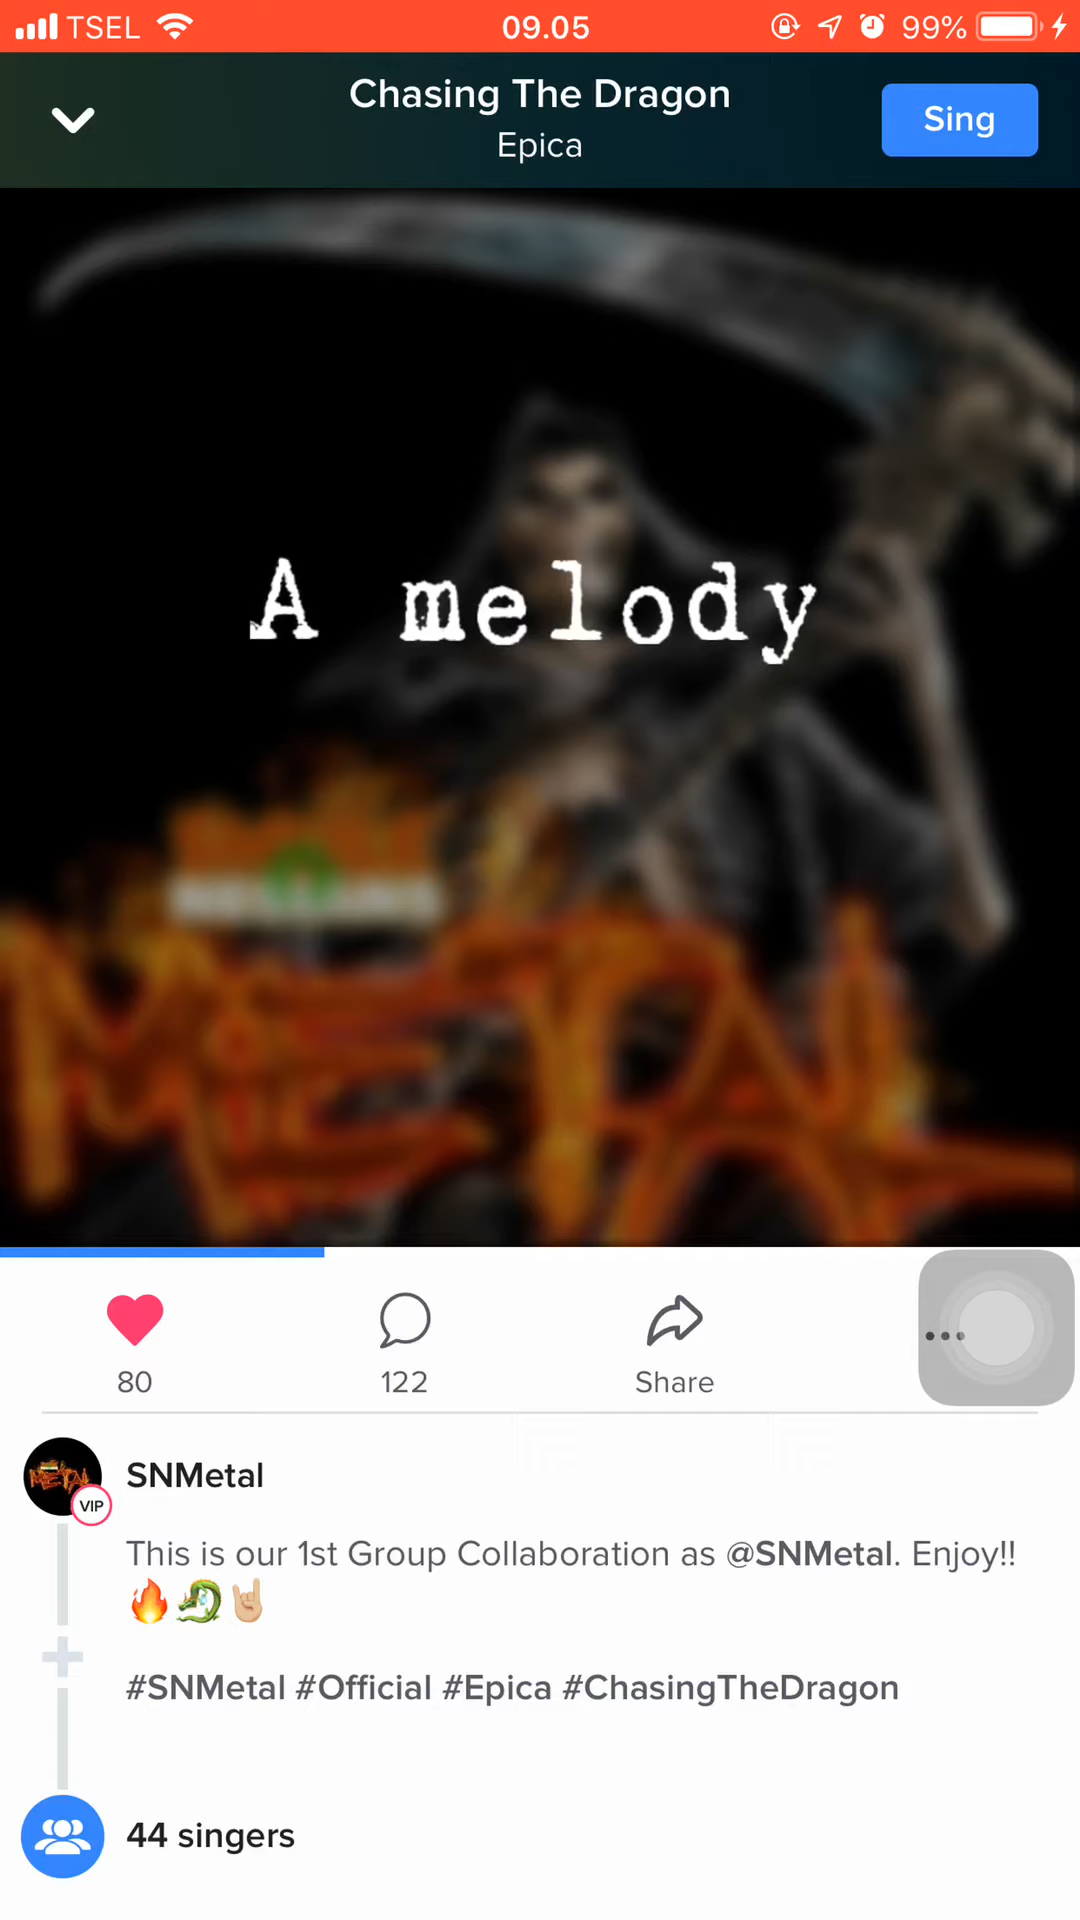 TSEL 09.05 99%
Chasing The Dragon
Epica
Sing
A melody
METAL
80 122 Share
SNMetal
VIP
This is our 1st Group Collaboration as @SNMetal. Enjoy!!
🔥🐉🤘🏼
#SNMetal #Official #Epica #ChasingTheDragon
44 singers